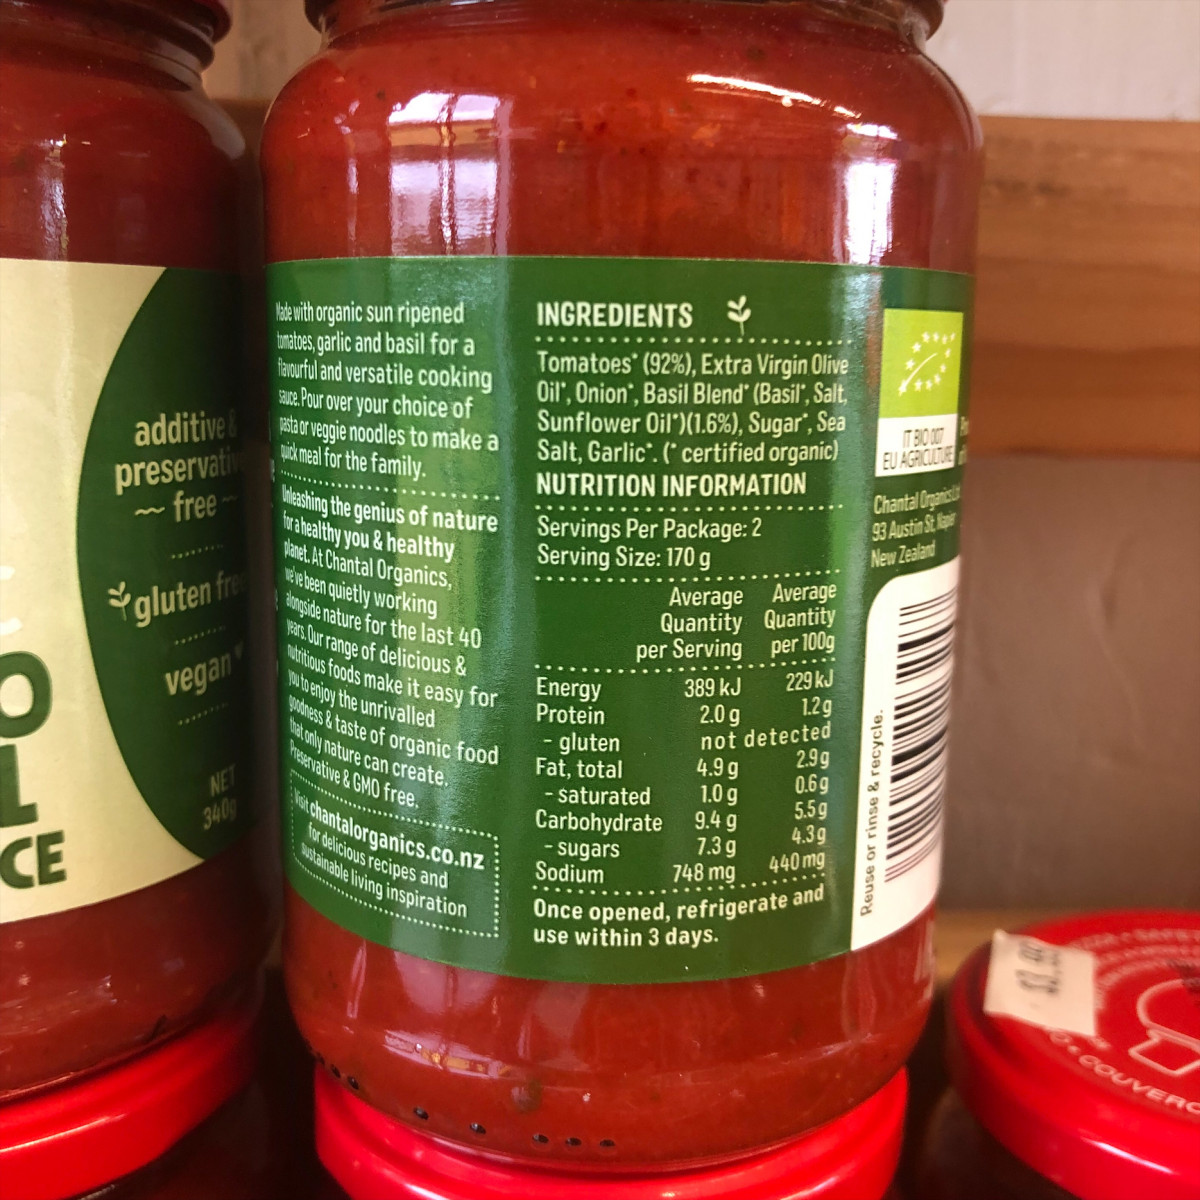 additive &
free
gluten
vegan
NET
340g
O
L
CE
Made with organic sun ripened
tomatoes, garlic and basil for a
flavourful and versatile cooking
sauce. Pour over your choice of
pasta or veggie noodles to make a
quick meal for the family.
Unleashing the genius of nature
for a healthy you & healthy
planet. At Chantal Organics,
we've been quietly working
alongside nature for the last 40
years. Our range of delicious &
nutritious foods make it easy for
you to enjoy the unrivalled
goodness & taste of organic food
that only nature can create.
Preservative & GMO free.
Visit chantalorganics.co.nz
for delicious recipes and
sustainable living inspiration
INGREDIENTS
Tomatoes* (92%), Extra Virgin Olive
Oil*, Onion*, Basil Blend* (Basil*, Salt,
Sunflower Oil*)(1.6%), Sugar*, Sea
Salt, Garlic*. (* certified organic)
NUTRITION INFORMATION
Servings Per Package: 2
Serving Size: 170 g
Average Average
Quantity Quantity
per Serving per 100g
Energy 389 kJ 229 kJ
Protein 2.0 g 1.2 g
- gluten not detected
Fat, total 4.9 g 2.9 g
- saturated 1.0 g 0.6 g
Carbohydrate 9.4 g 5.5 g
- sugars 7.3 g 4.3 g
Sodium 748 mg 440 mg
Once opened, refrigerate and
use within 3 days.
IT BIO 007
EU AGRICULTURE
Chantal Organics Ltd
93 Austin St, Napier
New Zealand
Reuse or rinse & recycle.